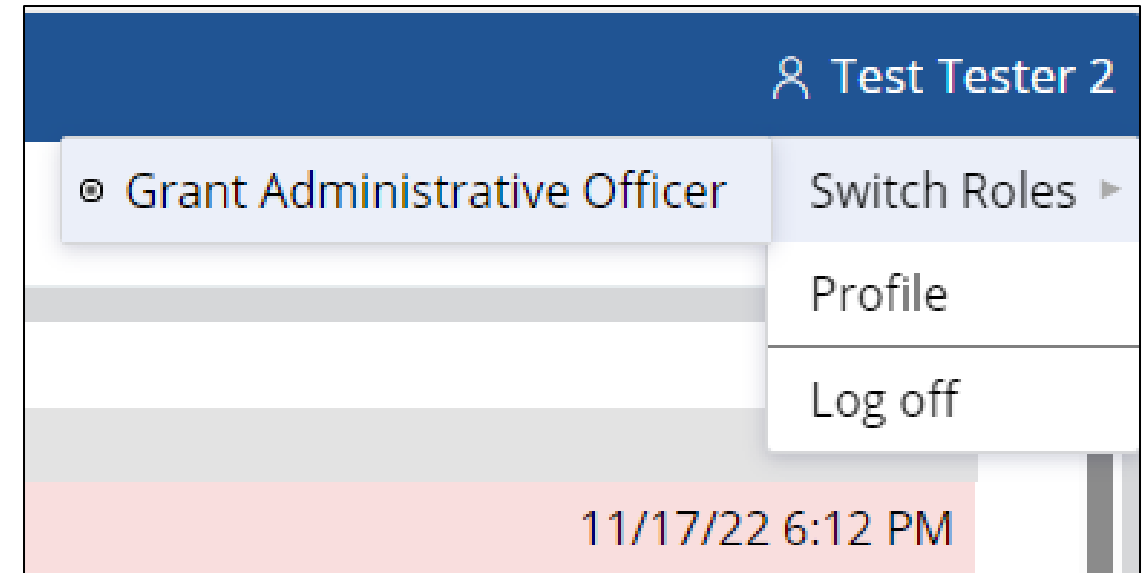 Test Tester 2
Grant Administrative Officer Switch Roles
Profile
Log off
11/17/22 6:12 PM